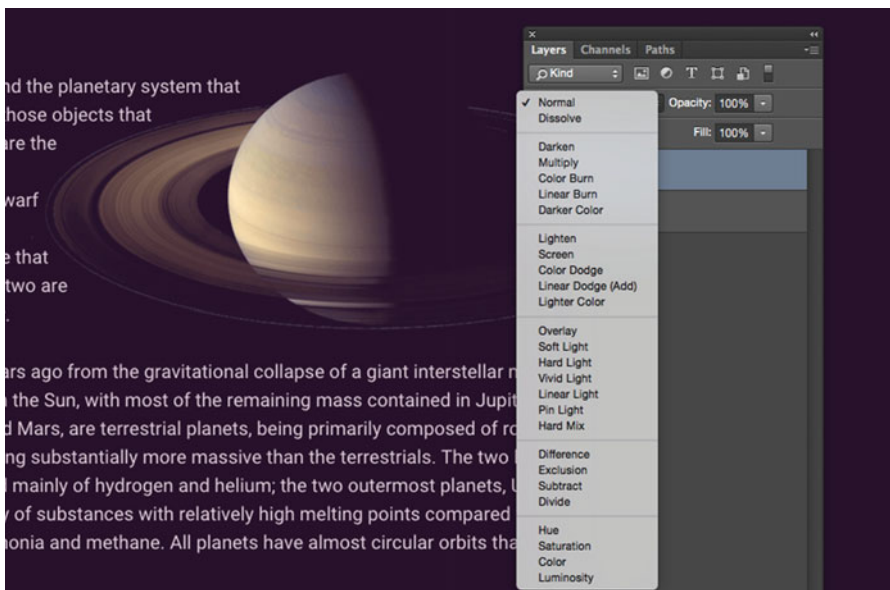 nd the planetary system that
hose objects that
are the
warf
e that
two are
.
ars ago from the gravitational collapse of a giant interstellar
the Sun, with most of the remaining mass contained in Jupit
d Mars, are terrestrial planets, being primarily composed of ro
ng substantially more massive than the terrestrials. The two
mainly of hydrogen and helium; the two outermost planets,
y of substances with relatively high melting points compared
onia and methane. All planets have almost circular orbits tha
Layers Channels Paths
Kind
Normal
Opacity: 100%
Dissolve
Fill: 100%
Darken
Multiply
Color Burn
Linear Burn
Darker Color
Lighten
Screen
Color Dodge
Linear Dodge (Add)
Lighter Color
Overlay
Soft Light
Hard Light
Vivid Light
Linear Light
Pin Light
Hard Mix
Difference
Exclusion
Subtract
Divide
Hue
Saturation
Color
Luminosity